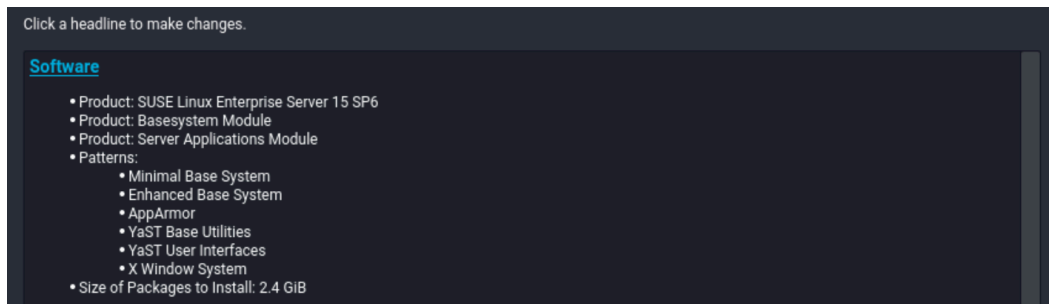 Click a headline to make changes.
Software
• Product: SUSE Linux Enterprise Server 15 SP6
• Product: Basesystem Module
• Product: Server Applications Module
• Patterns:
• Minimal Base System
• Enhanced Base System
• AppArmor
• YaST Base Utilities
• YaST User Interfaces
• X Window System
• Size of Packages to Install: 2.4 GiB